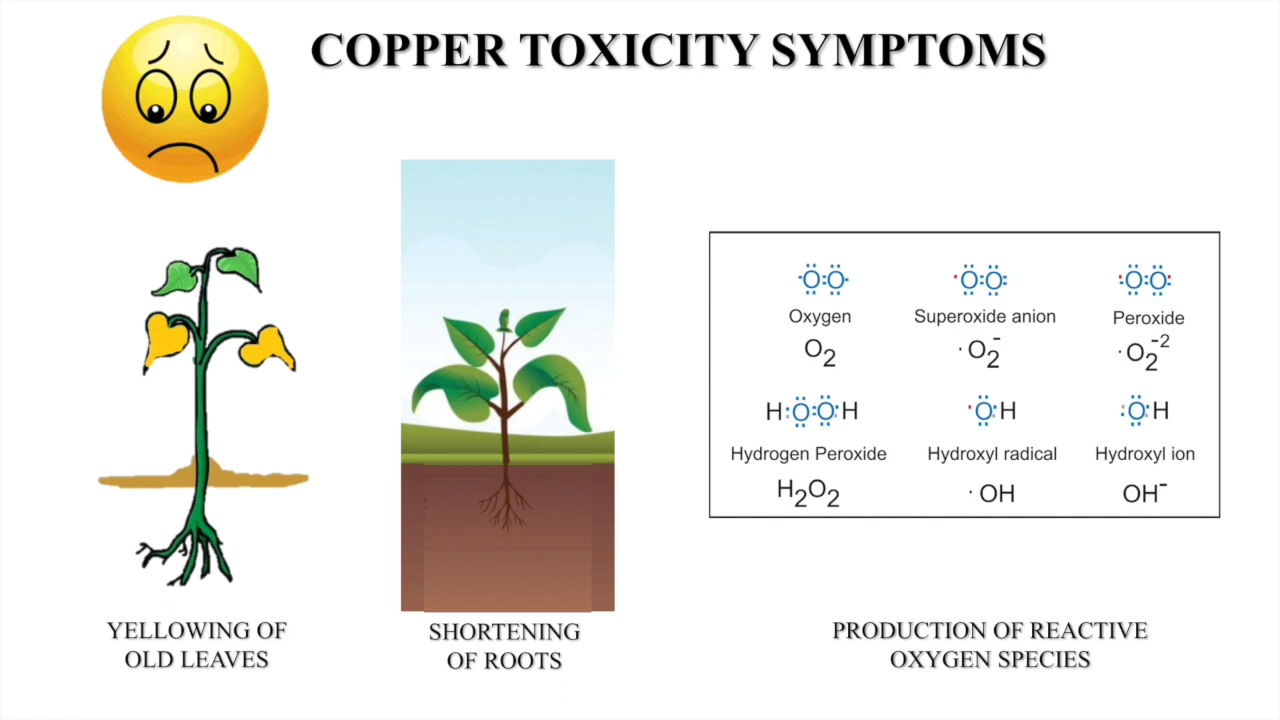 COPPER TOXICITY SYMPTOMS
Oxygen Superoxide anion Peroxide
O₂ ·O₂⁻ ·O₂⁻²
H:O:O:H ·O:H :O:H
Hydrogen Peroxide Hydroxyl radical Hydroxyl ion
H₂O₂ ·OH OH⁻
YELLOWING OF
OLD LEAVES
SHORTENING
OF ROOTS
PRODUCTION OF REACTIVE
OXYGEN SPECIES